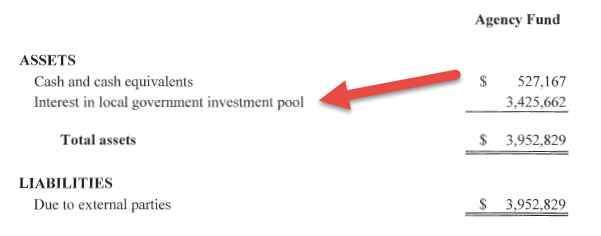 Agency Fund
ASSETS
Cash and cash equivalents $ 527,167
Interest in local government investment pool 3,425,662
Total assets $ 3,952,829
LIABILITIES
Due to external parties $ 3,952,829